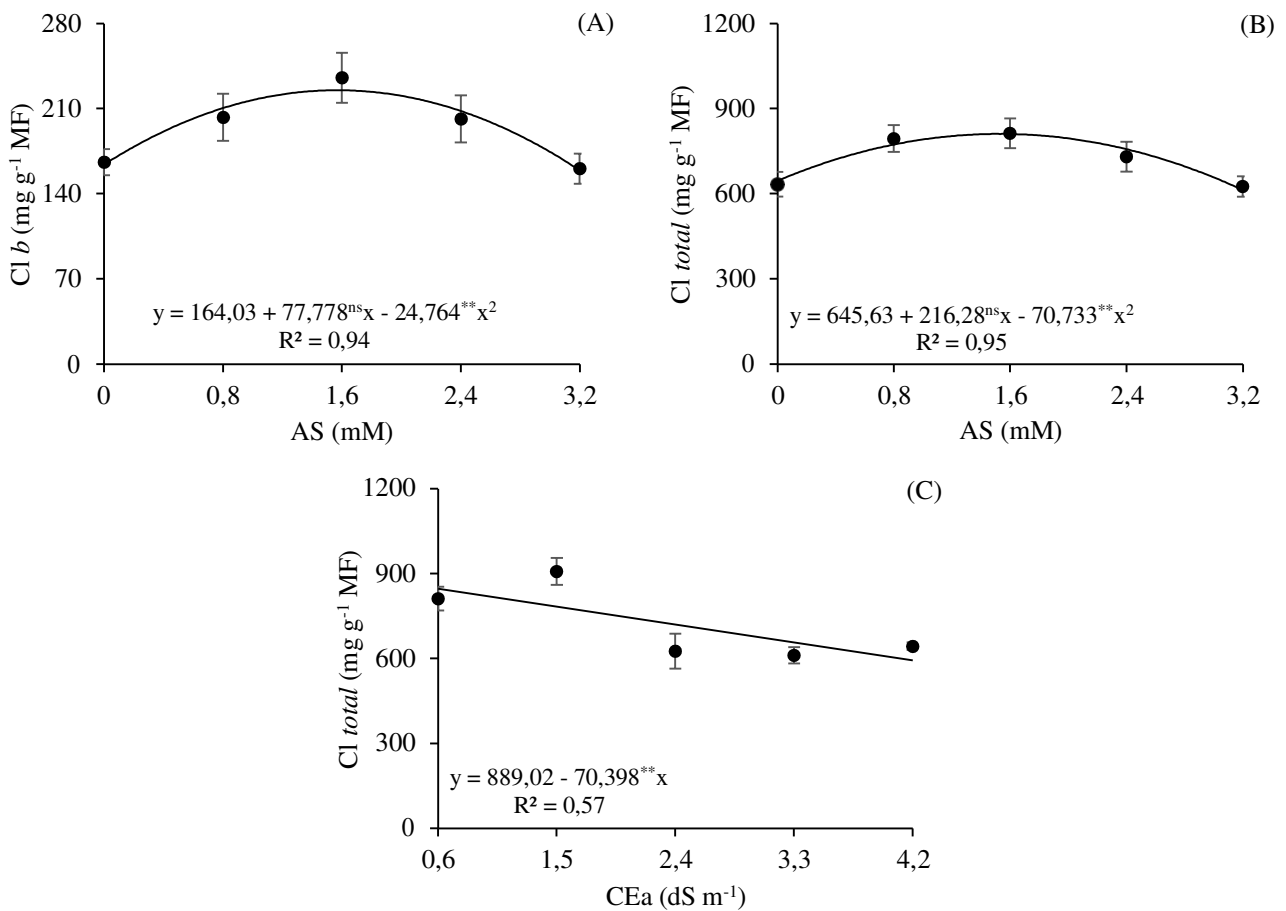 (A)
280
210
140
70
0
Cl b (mg g⁻¹ MF)
y = 164,03 + 77,778ⁿˢx - 24,764**x²
R² = 0,94
0 0,8 1,6 2,4 3,2
AS (mM)
(B)
1200
900
600
300
0
Cl total (mg g⁻¹ MF)
y = 645,63 + 216,28ⁿˢx - 70,733**x²
R² = 0,95
0 0,8 1,6 2,4 3,2
AS (mM)
(C)
1200
900
600
300
0
Cl total (mg g⁻¹ MF)
y = 889,02 - 70,398**x
R² = 0,57
0,6 1,5 2,4 3,3 4,2
CEa (dS m⁻¹)